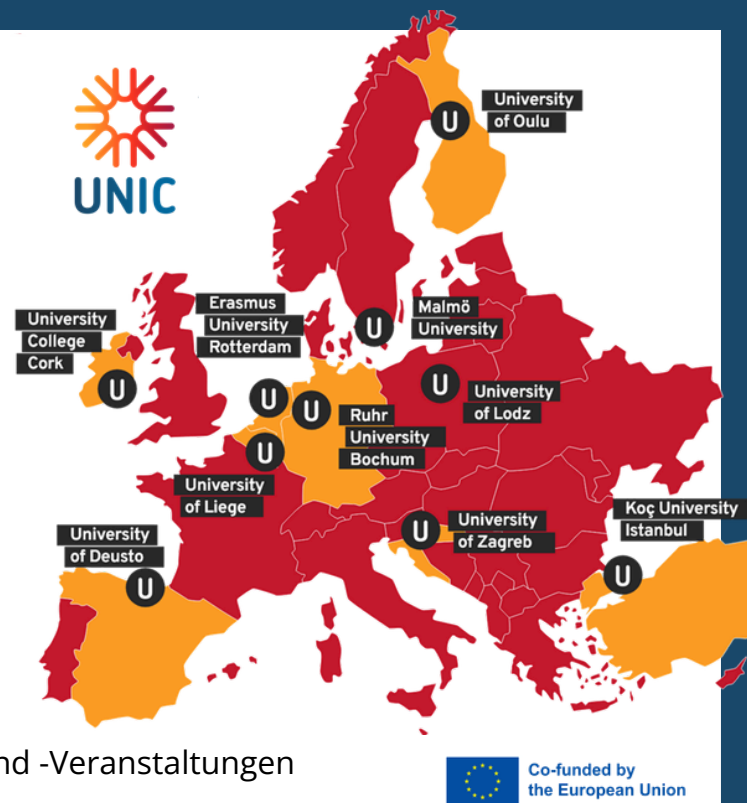 UNIC
University
of Oulu
University
College
Cork
Erasmus
University
Rotterdam
Malmö
University
University
of Lodz
Ruhr
University
Bochum
University
of Liege
University
of Deusto
University
of Zagreb
Koç University
Istanbul
U
U
U
U
U
U
U
U
U
U
nd -Veranstaltungen
Co-funded by
the European Union